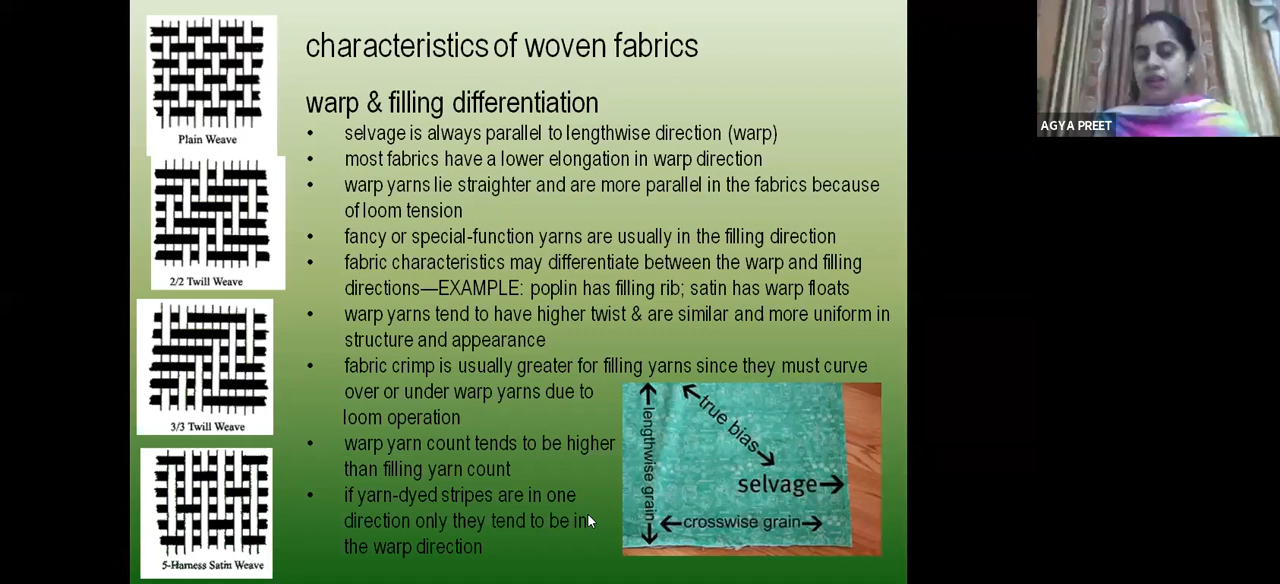 characteristics of woven fabrics
warp & filling differentiation
• selvage is always parallel to lengthwise direction (warp)
• most fabrics have a lower elongation in warp direction
• warp yarns lie straighter and are more parallel in the fabrics because
of loom tension
• fancy or special-function yarns are usually in the filling direction
• fabric characteristics may differentiate between the warp and filling
directions—EXAMPLE: poplin has filling rib; satin has warp floats
• warp yarns tend to have higher twist & are similar and more uniform in
structure and appearance
• fabric crimp is usually greater for filling yarns since they must curve
over or under warp yarns due to
loom operation
• warp yarn count tends to be higher
than filling yarn count
• if yarn-dyed stripes are in one
direction only they tend to be in
the warp direction
Plain Weave
2/2 Twill Weave
3/3 Twill Weave
5-Harness Satin Weave
lengthwise grain
true bias
selvage
crosswise grain
AGYA PREET